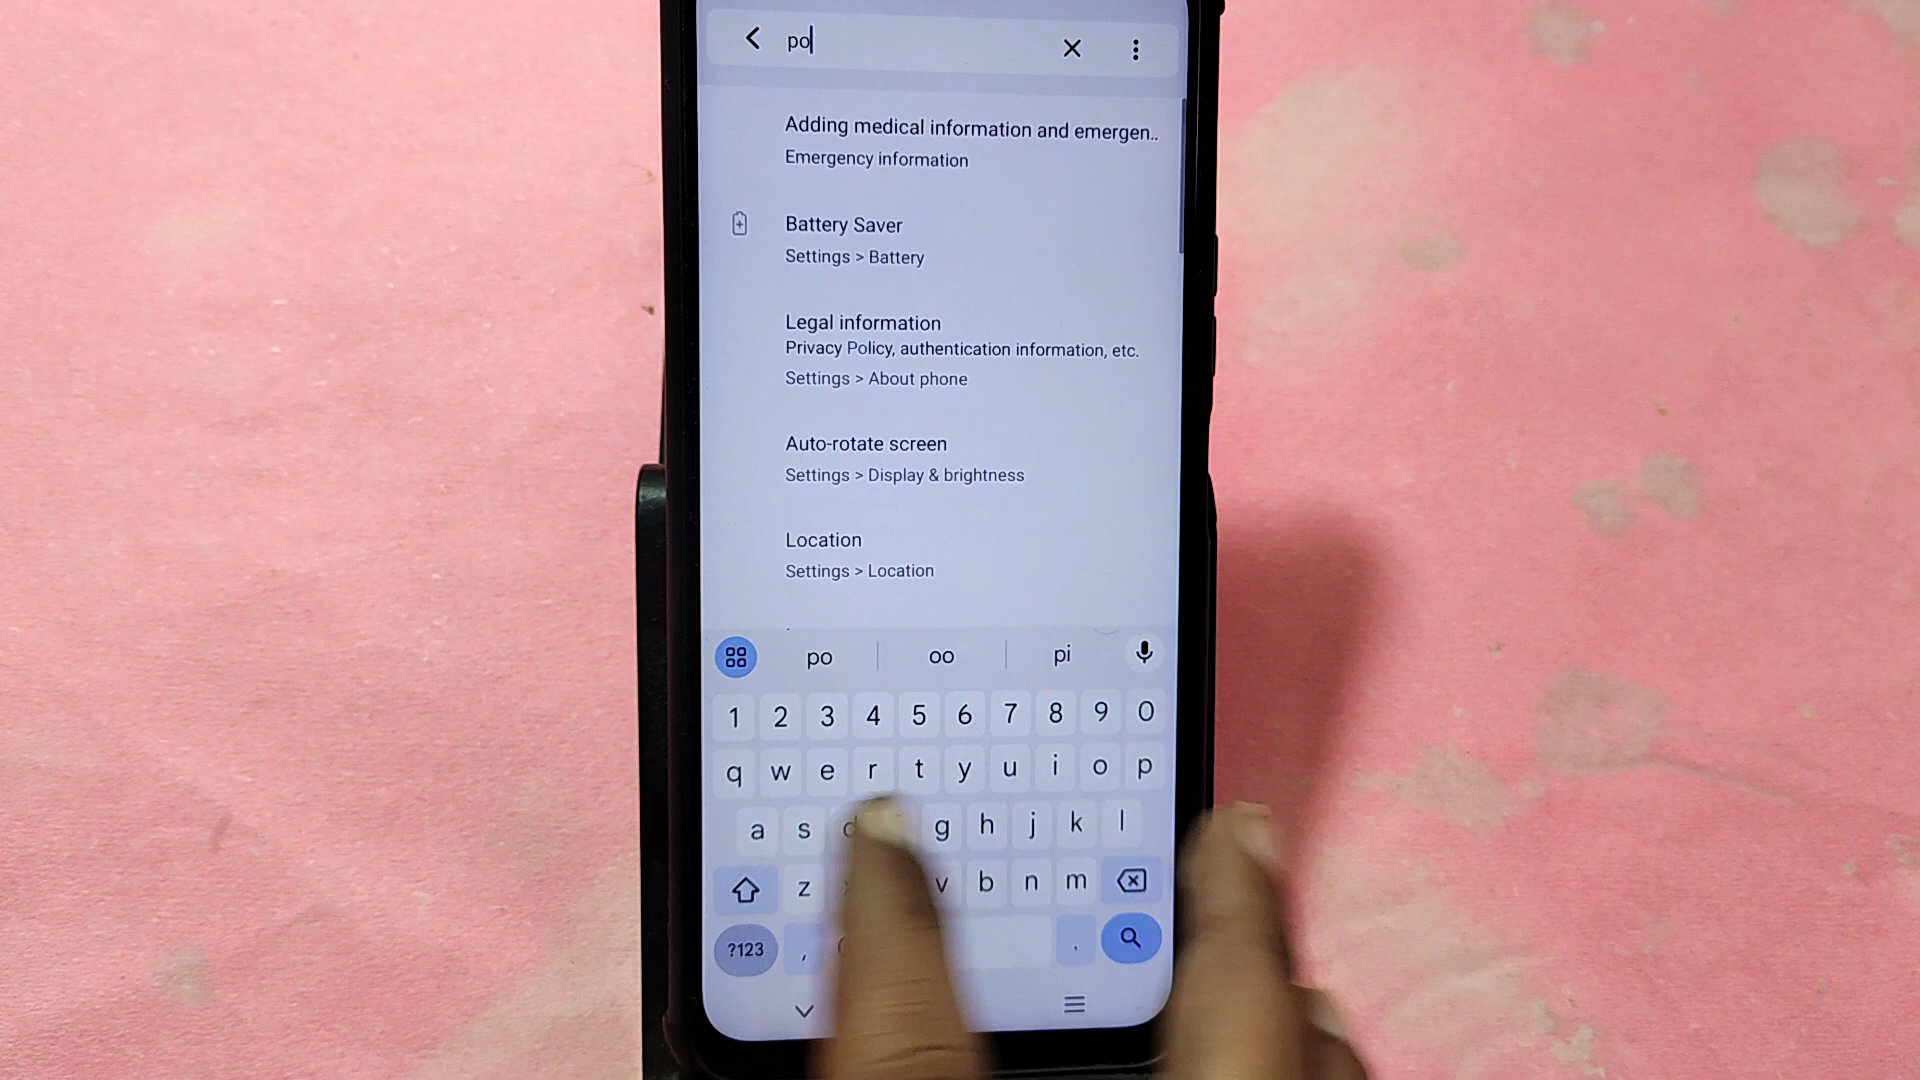 po
Adding medical information and emergen..
Emergency information
Battery Saver
Settings > Battery
Legal information
Privacy Policy, authentication information, etc.
Settings > About phone
Auto-rotate screen
Settings > Display & brightness
Location
Settings > Location
po oo pi
1 2 3 4 5 6 7 8 9 0
q w e r t y u i o p
a s d g h j k l
z v b n m
?123 , .